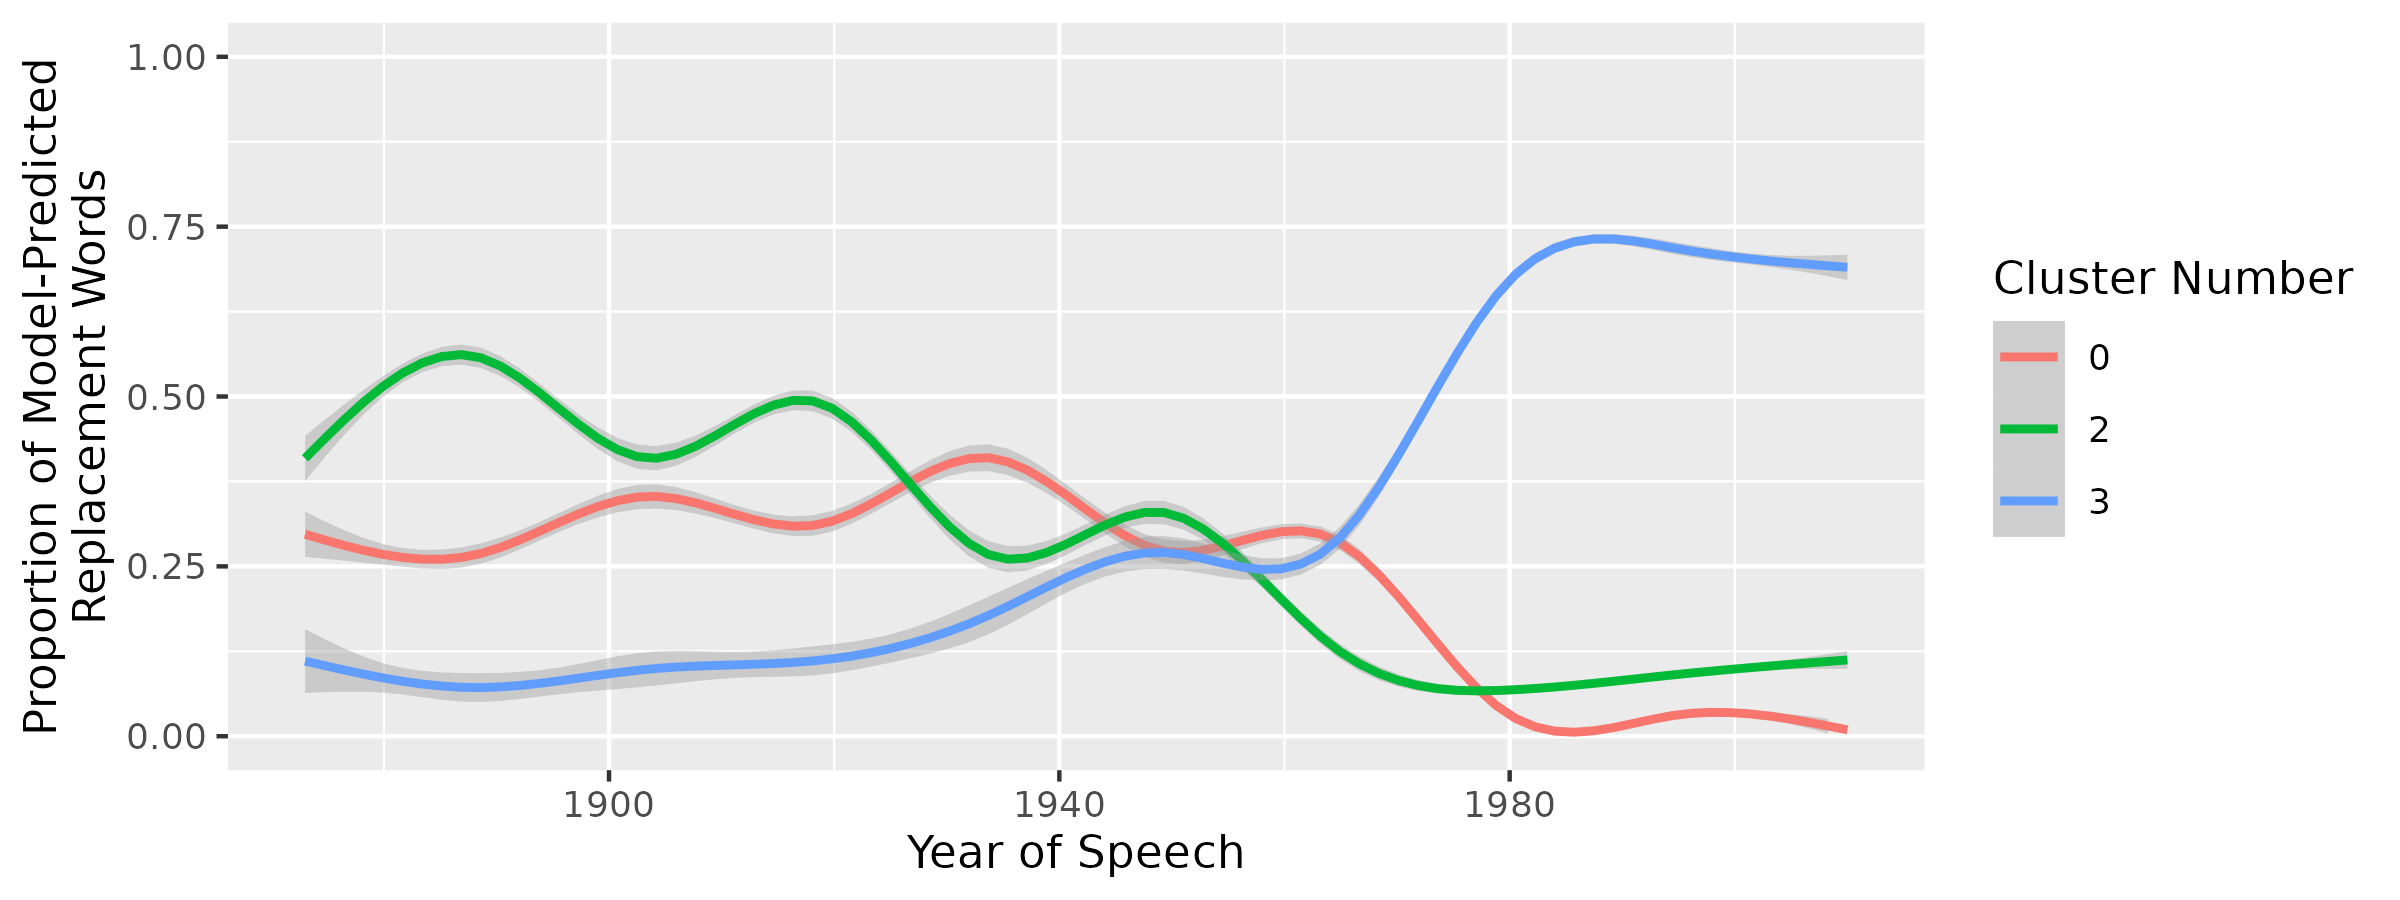 Proportion of Model-Predicted
Replacement Words
1.00
0.75
0.50
0.25
0.00
1900
1940
1980
Year of Speech
Cluster Number
0
2
3